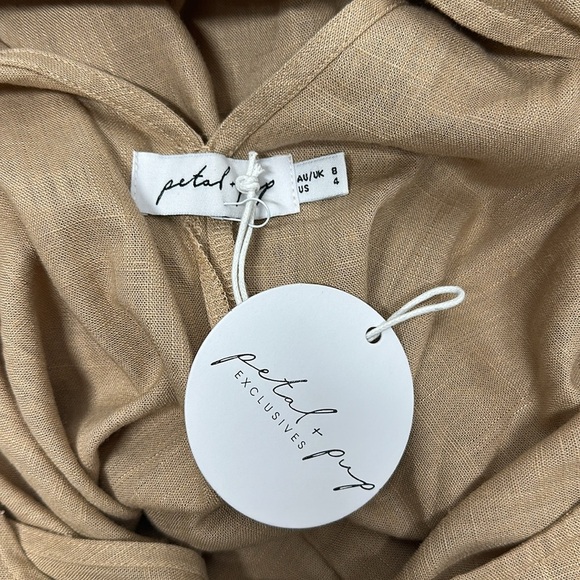 petal + pup
AU/UK 8
US 4
petal + pup
EXCLUSIVES